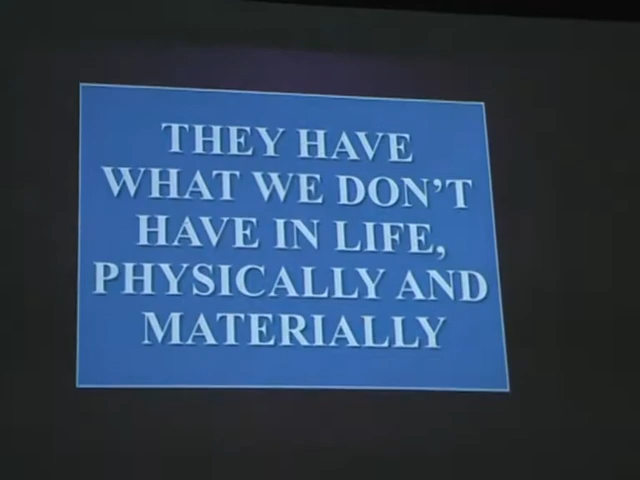 THEY HAVE
WHAT WE DON'T
HAVE IN LIFE,
PHYSICALLY AND
MATERIALLY